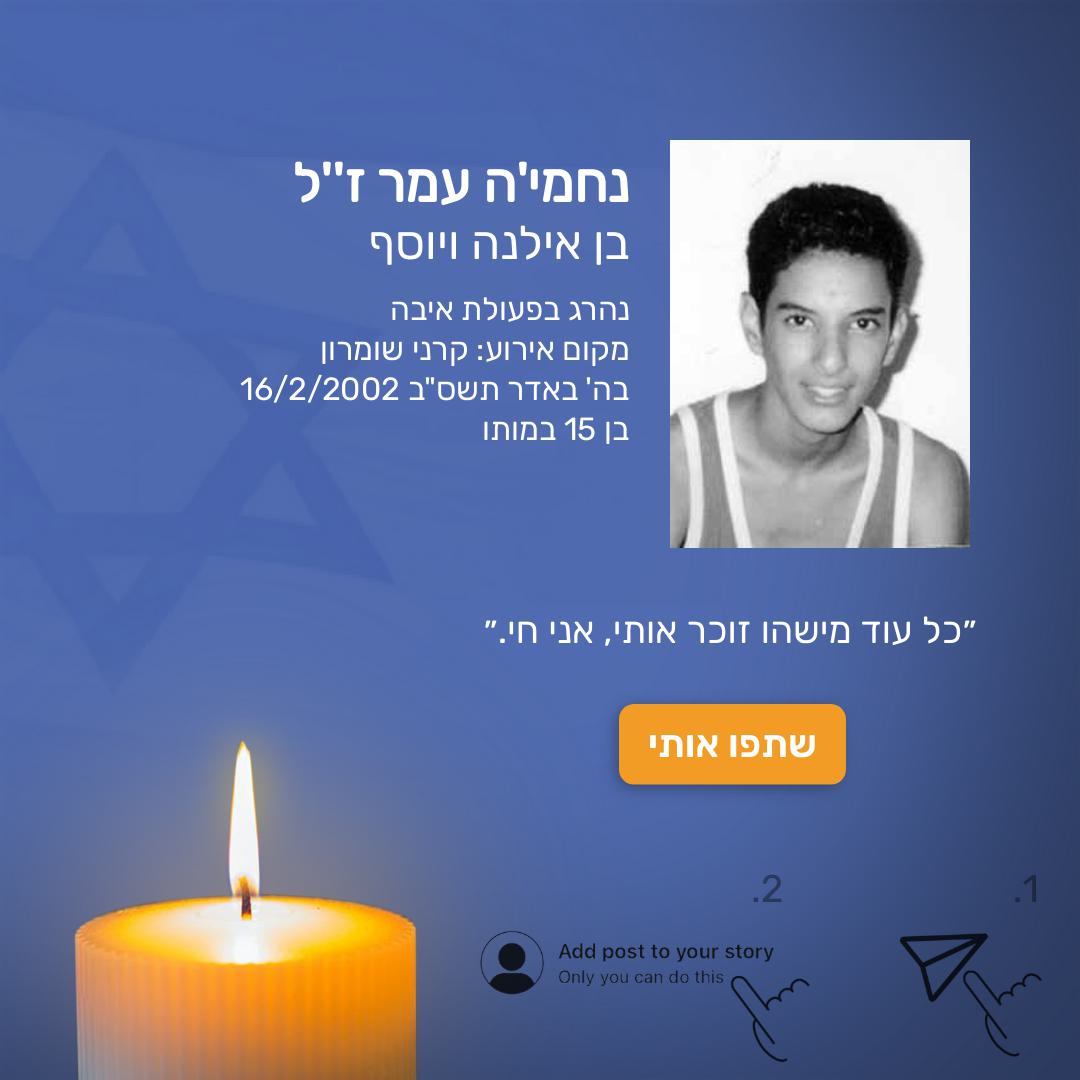 נחמי'ה עמר ז"ל
בן אילנה ויוסף
נהרג בפעולת איבה
מקום אירוע: קרני שומרון
בה' באדר תשס"ב 16/2/2002
בן 15 במותו
״כל עוד מישהו זוכר אותי, אני חי.״
שתפו אותי
1.
2.
Add post to your story
Only you can do this